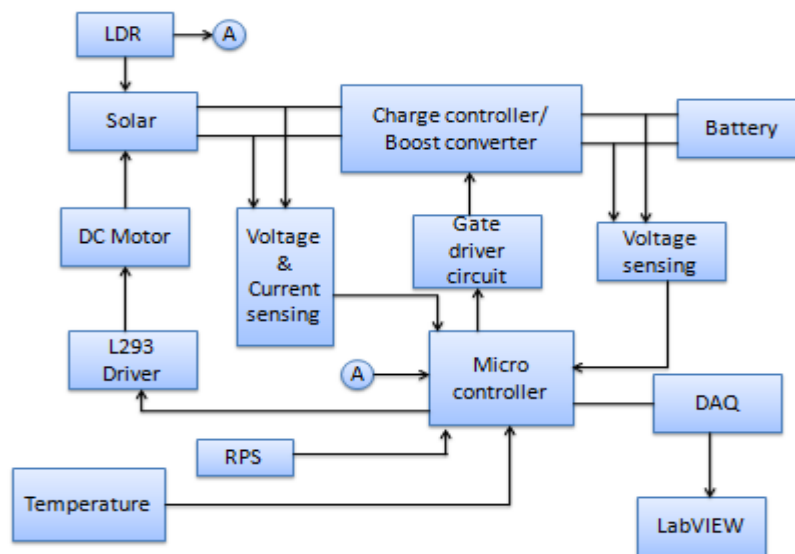 LDR
A
Solar
Charge controller/
Boost converter
Battery
DC Motor
Voltage
&
Current
sensing
Gate
driver
circuit
Voltage
sensing
L293
Driver
A
Micro
controller
DAQ
RPS
Temperature
LabVIEW